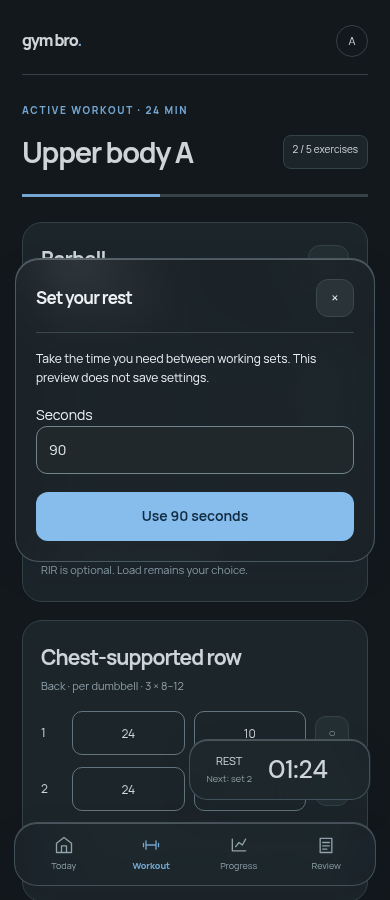 gym bro.
A
ACTIVE WORKOUT · 24 MIN
Upper body A
2 / 5 exercises
Barbell
Set your rest
×
Take the time you need between working sets. This
preview does not save settings.
Seconds
90
Use 90 seconds
RIR is optional. Load remains your choice.
Chest-supported row
Back · per dumbbell · 3 × 8–12
1 24 10
REST
Next: set 2
01:24
2 24
Today Workout Progress Review